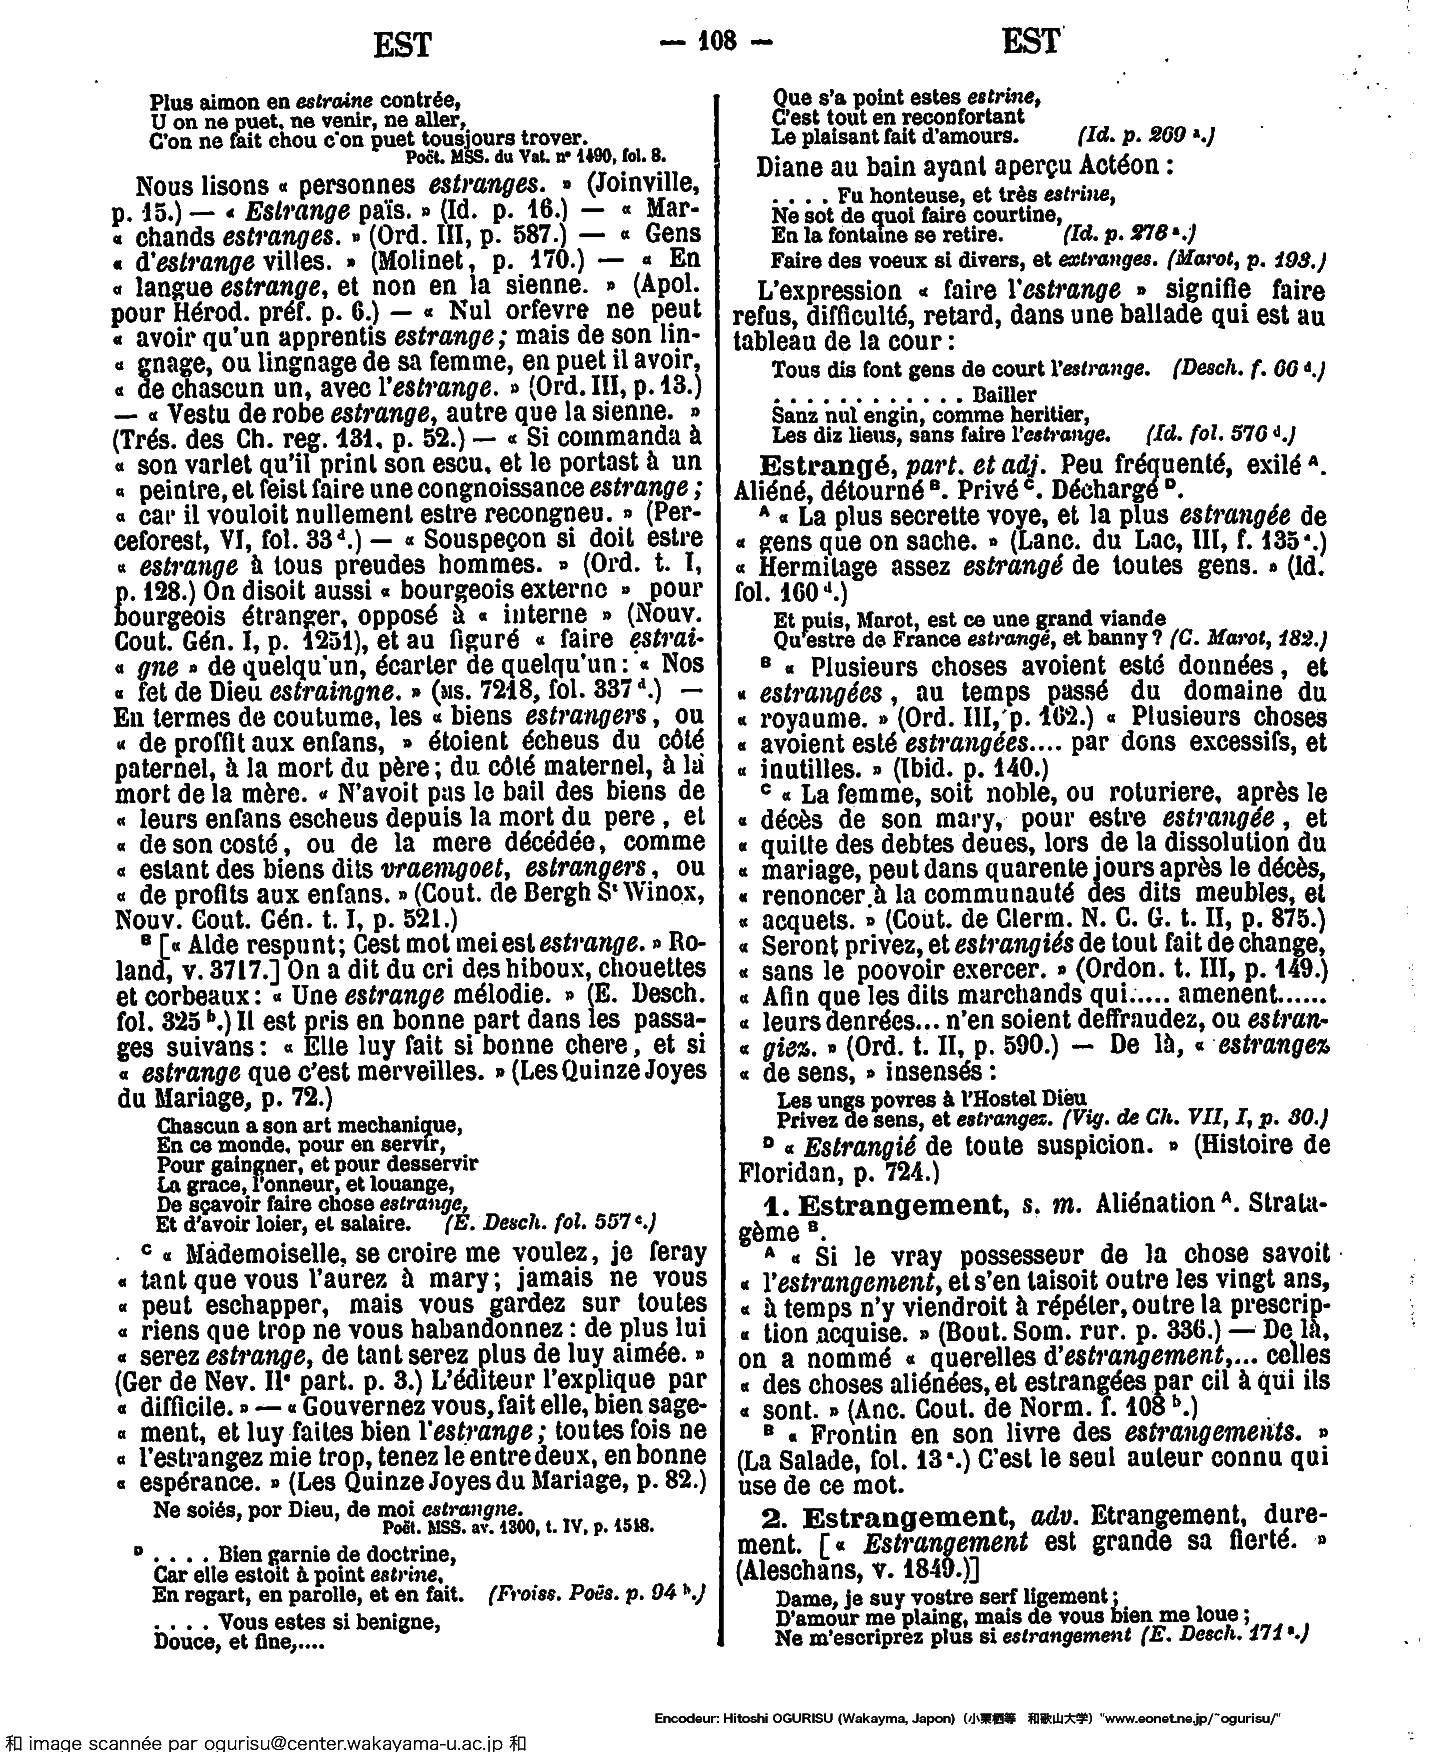 EST
— 108 —
EST
Plus aimon en estraine contrée,
U on ne puet, ne venir, ne aller,
C'on ne fait chou c'on puet tousjours trover.
Poët. MSS. du Vat. nº 1490, fol. 8.
Nous lisons « personnes estranges. » (Joinville,
p. 15.) — « Estrange païs. » (Id. p. 16.) — « Mar-
« chands estranges. » (Ord. III, p. 587.) — « Gens
« d'estrange villes. » (Molinet, p. 170.) — « En
« langue estrange, et non en la sienne. » (Apol.
pour Hérod. préf. p. 6.) — « Nul orfevre ne peut
« avoir qu'un apprentis estrange; mais de son lin-
« gnage, ou lingnage de sa femme, en puet il avoir,
« de chascun un, avec l'estrange. » (Ord. III, p. 13.)
— « Vestu de robe estrange, autre que la sienne. »
(Trés. des Ch. reg. 131, p. 52.) — « Si commanda à
« son varlet qu'il print son escu, et le portast à un
« peintre, et feist faire une congnoissance estrange;
« car il vouloit nullement estre recongneu. » (Per-
ceforest, VI, fol. 33 d.) — « Souspeçon si doit estre
« estrange à tous preudes hommes. » (Ord. t. I,
p. 128.) On disoit aussi « bourgeois externe » pour
bourgeois étranger, opposé à « interne » (Nouv.
Cout. Gén. I, p. 1251), et au figuré « faire estrai-
« gne » de quelqu'un, écarter de quelqu'un: « Nos
« fet de Dieu estraingne. » (MS. 7218, fol. 337 d.) —
En termes de coutume, les « biens estrangers, ou
« de proffit aux enfans, » étoient écheus du côté
paternel, à la mort du père; du côté maternel, à la
mort de la mère. « N'avoit pas le bail des biens de
« leurs enfans escheus depuis la mort du pere, et
« de son costé, ou de la mere décédée, comme
« estant des biens dits vraemgoet, estrangers, ou
« de profits aux enfans. » (Cout. de Bergh St Winox,
Nouv. Cout. Gén. t. I, p. 521.)
B [« Alde respunt; Cest mot mei est estrange. » Ro-
land, v. 3717.] On a dit du cri des hiboux, chouettes
et corbeaux: « Une estrange mélodie. » (E. Desch.
fol. 325 b.) Il est pris en bonne part dans les passa-
ges suivans: « Elle luy fait si bonne chere, et si
« estrange que c'est merveilles. » (Les Quinze Joyes
du Mariage, p. 72.)
Chascun a son art mechanique,
En ce monde, pour en servir,
Pour gaingner, et pour desservir
La grace, l'onneur, et louange,
De sçavoir faire chose estrange,
Et d'avoir loier, et salaire. (E. Desch. fol. 557 c.)
C « Mademoiselle, se croire me voulez, je feray
« tant que vous l'aurez à mary; jamais ne vous
« peut eschapper, mais vous gardez sur toutes
« riens que trop ne vous habandonnez: de plus lui
« serez estrange, de tant serez plus de luy aimée. »
(Ger de Nev. IIe part. p. 3.) L'éditeur l'explique par
« difficile. » — « Gouvernez vous, fait elle, bien sage-
« ment, et luy faites bien l'estrange; toutes fois ne
« l'estrangez mie trop, tenez le entre deux, en bonne
« espérance. » (Les Quinze Joyes du Mariage, p. 82.)
Ne soiés, por Dieu, de moi estrangne.
Poët. MSS. av. 1300, t. IV, p. 1518.
D . . . . Bien garnie de doctrine,
Car elle estoit à point estrine,
En regart, en parolle, et en fait. (Froiss. Poës. p. 94 b.)
. . . . Vous estes si benigne,
Douce, et fine,....
Que s'a point estes estrine,
C'est tout en reconfortant
Le plaisant fait d'amours. (Id. p. 269 a.)
Diane au bain ayant aperçu Actéon :
. . . . Fu honteuse, et très estrine,
Ne sot de quoi faire courtine,
En la fontaine se retire. (Id. p. 278 a.)
Faire des voeux si divers, et extranges. (Marot, p. 193.)
L'expression « faire l'estrange » signifie faire
refus, difficulté, retard, dans une ballade qui est au
tableau de la cour :
Tous dis font gens de court l'estrange. (Desch. f. 66 d.)
. . . . . . . . . . . . . Bailler
Sanz nul engin, comme heritier,
Les diz lieus, sans faire l'estrange. (Id. fol. 576 d.)
Estrangé, part. et adj. Peu fréquenté, exilé A.
Aliéné, détourné B. Privé C. Déchargé D.
A « La plus secrette voye, et la plus estrangée de
« gens que on sache. » (Lanc. du Lac, III, f. 135 a.)
« Hermitage assez estrangé de toutes gens. » (Id.
fol. 160 d.)
Et puis, Marot, est ce une grand viande
Qu'estre de France estrangé, et banny? (C. Marot, 182.)
B « Plusieurs choses avoient esté données, et
« estrangées, au temps passé du domaine du
« royaume. » (Ord. III, p. 162.) « Plusieurs choses
« avoient esté estrangées.... par dons excessifs, et
« inutilles. » (Ibid. p. 140.)
C « La femme, soit noble, ou roturiere, après le
« décès de son mary, pour estre estrangée, et
« quitte des debtes deues, lors de la dissolution du
« mariage, peut dans quarente jours après le décès,
« renoncer à la communauté des dits meubles, et
« acquets. » (Cout. de Clerm. N. C. G. t. II, p. 875.)
« Seront privez, et estrangiés de tout fait de change,
« sans le poovoir exercer. » (Ordon. t. III, p. 149.)
« Afin que les dits marchands qui..... amenent......
« leurs denrées... n'en soient deffraudez, ou estran-
« giez. » (Ord. t. II, p. 590.) — De là, « estrangez
« de sens, » insensés :
Les ungs povres à l'Hostel Dieu
Privez de sens, et estrangez. (Vig. de Ch. VII, I, p. 30.)
D « Estrangié de toute suspicion. » (Histoire de
Floridan, p. 724.)
1. Estrangement, s. m. Aliénation A. Strata-
gème B.
A « Si le vray possesseur de la chose savoit
« l'estrangement, et s'en taisoit outre les vingt ans,
« à temps n'y viendroit à répéter, outre la prescrip-
« tion acquise. » (Bout. Som. rur. p. 336.) — De là,
on a nommé « querelles d'estrangement,... celles
« des choses aliénées, et estrangées par cil à qui ils
« sont. » (Anc. Cout. de Norm. f. 108 b.)
B « Frontin en son livre des estrangements. »
(La Salade, fol. 13 a.) C'est le seul auteur connu qui
use de ce mot.
2. Estrangement, adv. Etrangement, dure-
ment. [« Estrangement est grande sa fierté. »
(Aleschans, v. 1849.)]
Dame, je suy vostre serf ligement;
D'amour me plaing, mais de vous bien me loue;
Ne m'escriprez plus si estrangement (E. Desch. 171 a.)
Encodeur: Hitoshi OGURISU (Wakayma, Japon) (小栗栖等 和歌山大学) "www.eonet.ne.jp/~ogurisu/"
和 image scannée par ogurisu@center.wakayama-u.ac.jp 和